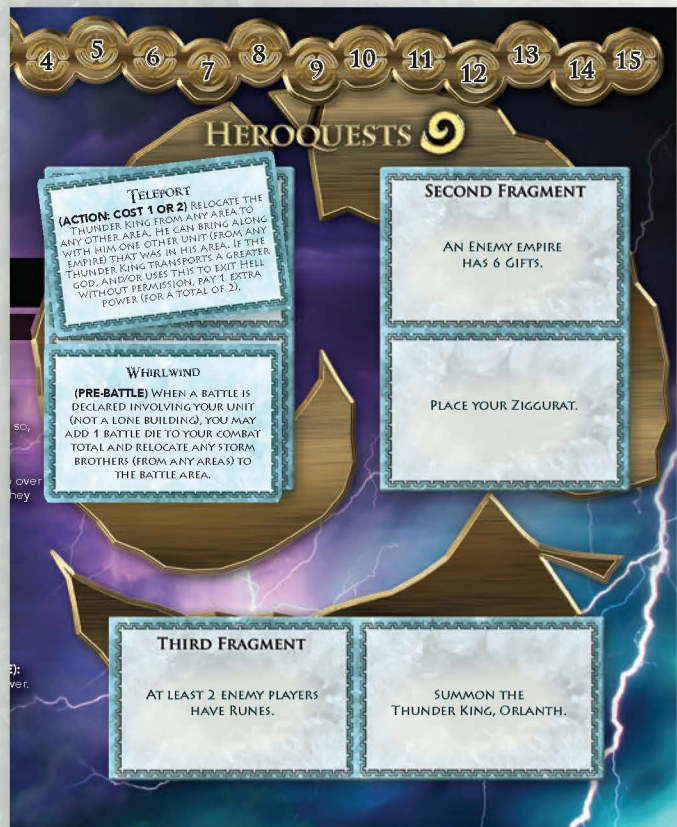 4 5 6 7 8 9 10 11 12 13 14 15
HEROQUESTS
TELEPORT
(ACTION: COST 1 OR 2) RELOCATE THE
THUNDER KING FROM ANY AREA TO
ANY OTHER AREA. HE CAN BRING ALONG
WITH HIM ONE OTHER UNIT (FROM ANY
EMPIRE) THAT WAS IN HIS AREA. IF THE
THUNDER KING TRANSPORTS A GREATER
GOD, AND/OR USES THIS TO EXIT HELL
WITHOUT PERMISSION, PAY 1 EXTRA
POWER (FOR A TOTAL OF 2).
WHIRLWIND
(PRE-BATTLE) WHEN A BATTLE IS
DECLARED INVOLVING YOUR UNIT
(NOT A LONE BUILDING), YOU MAY
ADD 1 BATTLE DIE TO YOUR COMBAT
TOTAL AND RELOCATE ANY STORM
BROTHERS (FROM ANY AREAS) TO
THE BATTLE AREA.
SECOND FRAGMENT
AN ENEMY EMPIRE
HAS 6 GIFTS.
PLACE YOUR ZIGGURAT.
so,
over
they
THIRD FRAGMENT
AT LEAST 2 ENEMY PLAYERS
HAVE RUNES.
SUMMON THE
THUNDER KING, ORLANTH.
E):
ver.